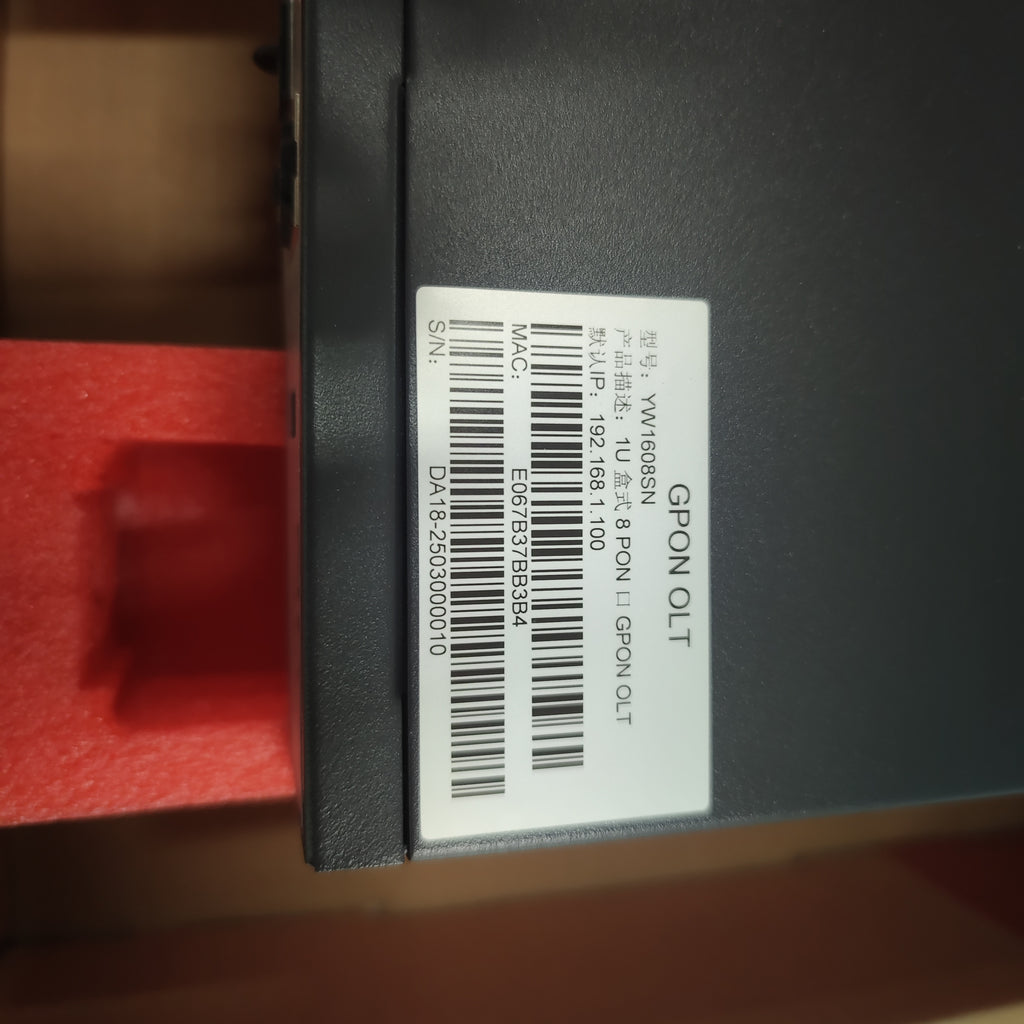 GPON OLT
型号： YW1608SN
产品描述： 1U 盒式 8 PON 口 GPON OLT
默认IP： 192.168.1.100
MAC： E067B37BB3B4
S/N： DA18-2503000010